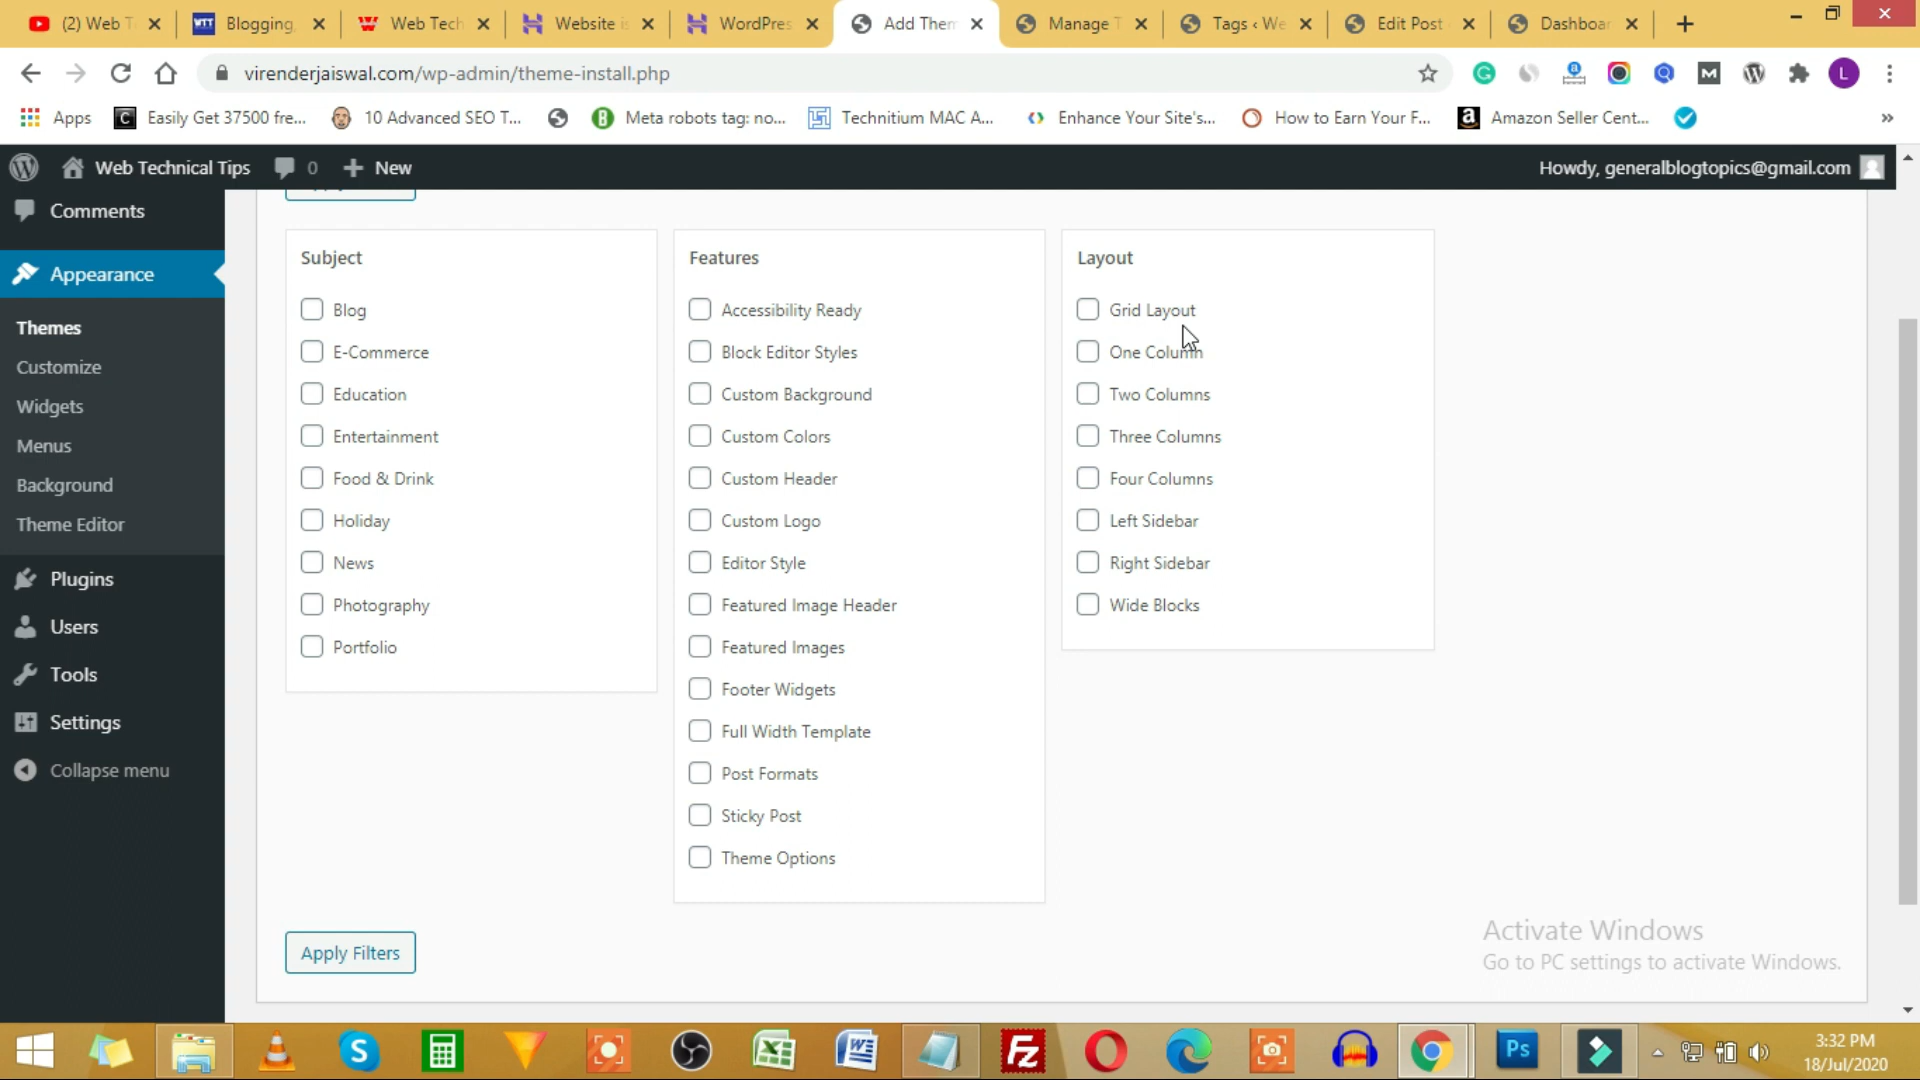 (2) Web T
Blogging,
Web Tech
Website is
WordPres
Add Them
Manage T
Tags ‹ We
Edit Post
Dashboar
virenderjaiswal.com/wp-admin/theme-install.php
Apps
Easily Get 37500 fre...
10 Advanced SEO T...
Meta robots tag: no...
Technitium MAC A...
Enhance Your Site's...
How to Earn Your F...
Amazon Seller Cent...
»
Web Technical Tips
0
New
Howdy, generalblogtopics@gmail.com
Comments
Appearance
Themes
Customize
Widgets
Menus
Background
Theme Editor
Plugins
Users
Tools
Settings
Collapse menu
Subject
Blog
E-Commerce
Education
Entertainment
Food & Drink
Holiday
News
Photography
Portfolio
Features
Accessibility Ready
Block Editor Styles
Custom Background
Custom Colors
Custom Header
Custom Logo
Editor Style
Featured Image Header
Featured Images
Footer Widgets
Full Width Template
Post Formats
Sticky Post
Theme Options
Layout
Grid Layout
One Column
Two Columns
Three Columns
Four Columns
Left Sidebar
Right Sidebar
Wide Blocks
Apply Filters
Activate Windows
Go to PC settings to activate Windows.
3:32 PM
18/Jul/2020